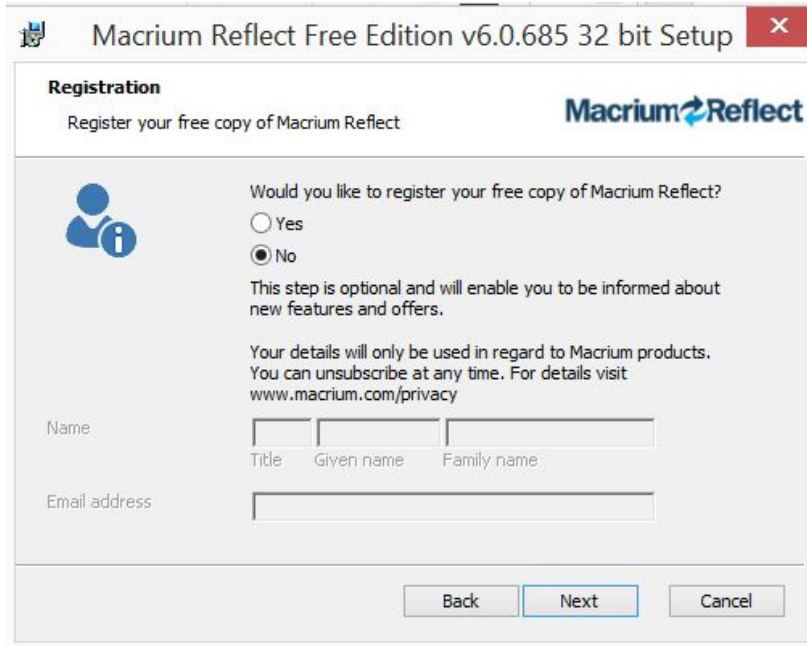 Macrium Reflect Free Edition v6.0.685 32 bit Setup
Registration
Register your free copy of Macrium Reflect
Macrium Reflect
Would you like to register your free copy of Macrium Reflect?
Yes
No
This step is optional and will enable you to be informed about
new features and offers.
Your details will only be used in regard to Macrium products.
You can unsubscribe at any time. For details visit
www.macrium.com/privacy
Name
Title Given name Family name
Email address
Back Next Cancel